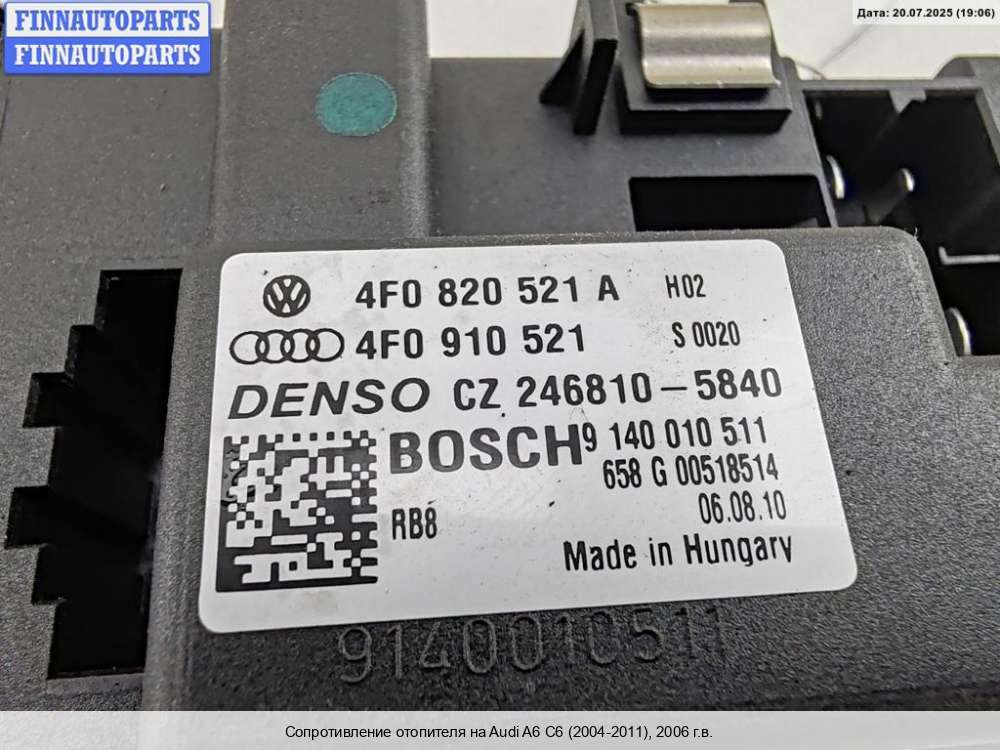 FINNAUTOPARTS
FINNAUTOPARTS
Дата: 20.07.2025 (19:06)
4F0 820 521 A H02
4F0 910 521 S 0020
DENSO CZ 246810-5840
BOSCH 9 140 010 511
658 G 00518514
RB8 06.08.10
Made in Hungary
9140010511
Сопротивление отопителя на Audi A6 C6 (2004-2011), 2006 г.в.